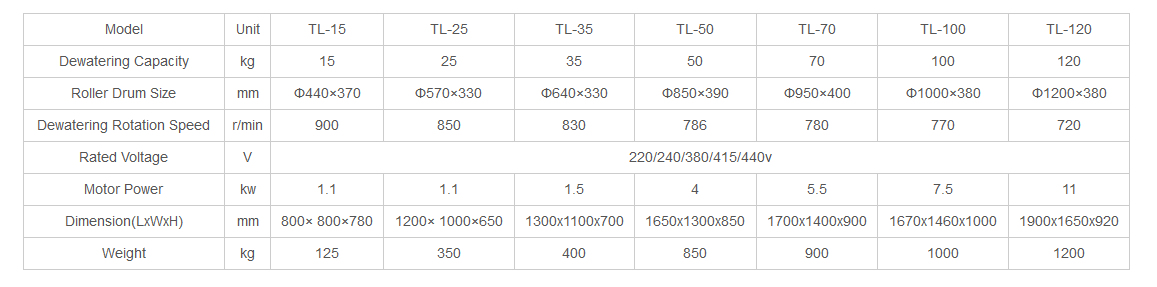 Model Unit TL-15 TL-25 TL-35 TL-50 TL-70 TL-100 TL-120
Dewatering Capacity kg 15 25 35 50 70 100 120
Roller Drum Size mm Φ440×370 Φ570×330 Φ640×330 Φ850×390 Φ950×400 Φ1000×380 Φ1200×380
Dewatering Rotation Speed r/min 900 850 830 786 780 770 720
Rated Voltage V 220/240/380/415/440v
Motor Power kw 1.1 1.1 1.5 4 5.5 7.5 11
Dimension(LxWxH) mm 800× 800×780 1200× 1000×650 1300x1100x700 1650x1300x850 1700x1400x900 1670x1460x1000 1900x1650x920
Weight kg 125 350 400 850 900 1000 1200